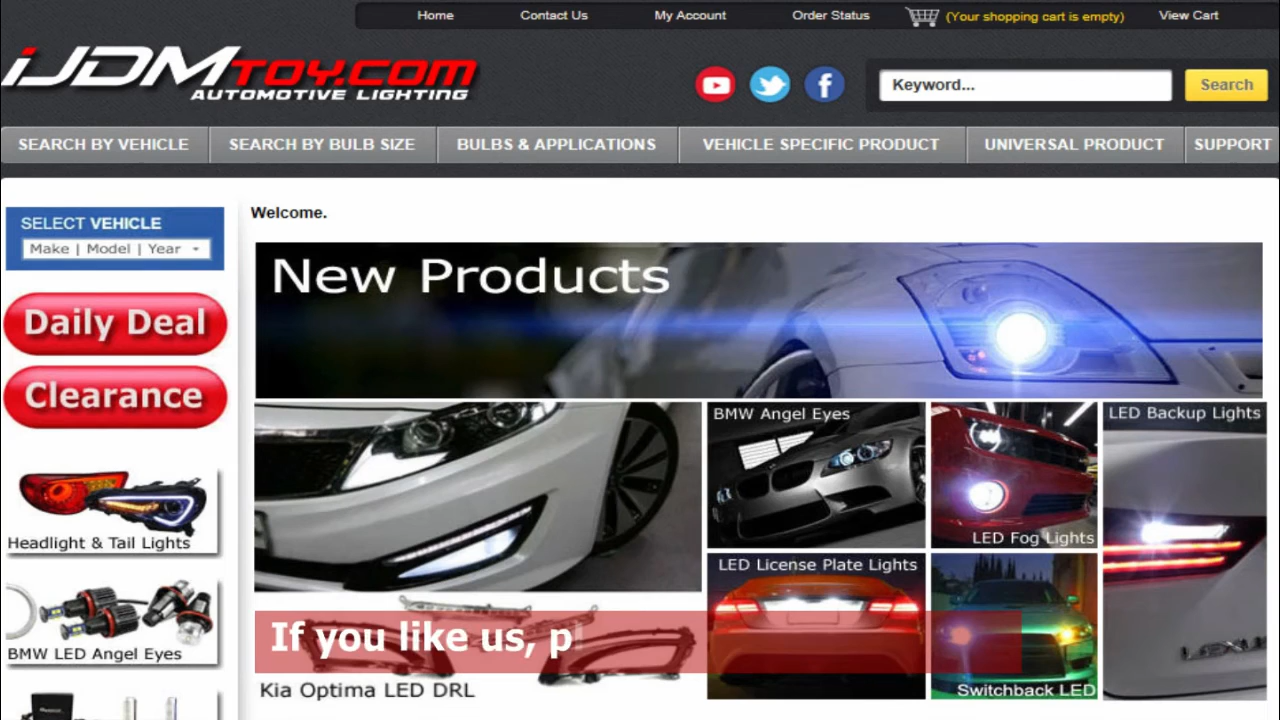 Home
Contact Us
My Account
Order Status
(Your shopping cart is empty)
View Cart
iJDMTOY.COM
AUTOMOTIVE LIGHTING
Keyword...
Search
SEARCH BY VEHICLE
SEARCH BY BULB SIZE
BULBS & APPLICATIONS
VEHICLE SPECIFIC PRODUCT
UNIVERSAL PRODUCT
SUPPORT
SELECT VEHICLE
Make | Model | Year
Daily Deal
Clearance
Headlight & Tail Lights
BMW LED Angel Eyes
Welcome.
New Products
BMW Angel Eyes
LED Fog Lights
LED Backup Lights
LED License Plate Lights
If you like us, p
Kia Optima LED DRL
Switchback LED